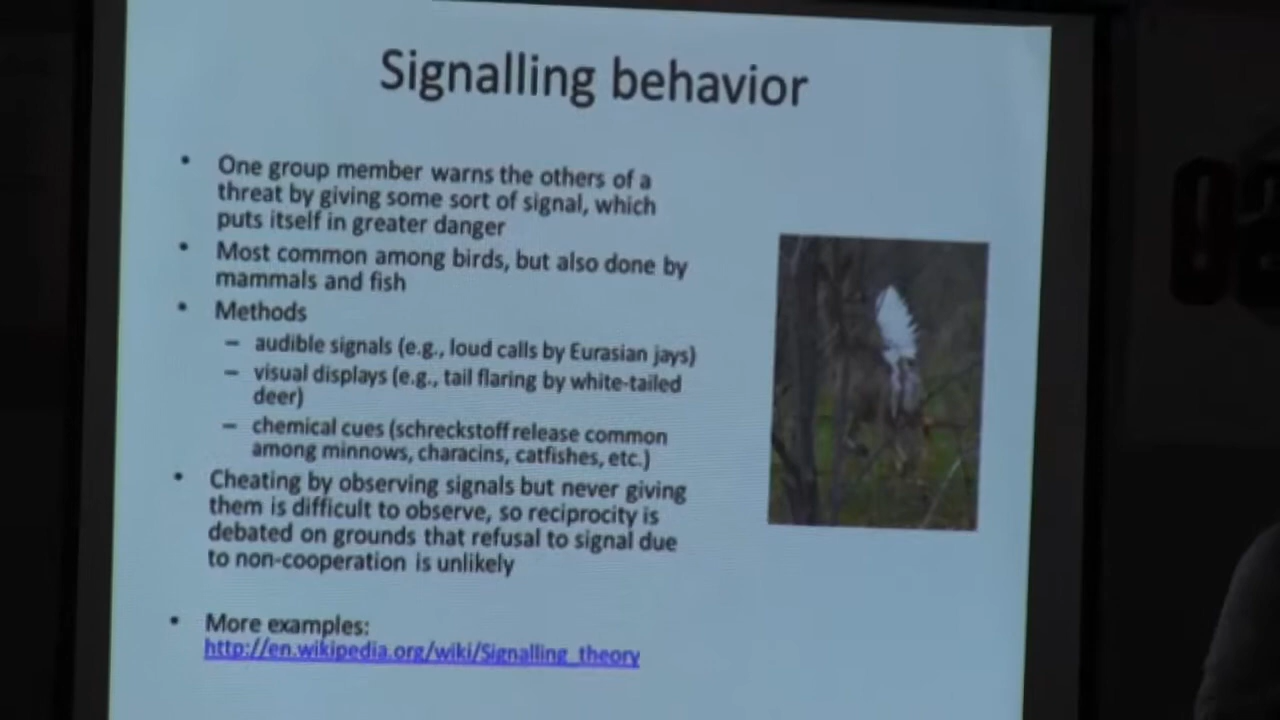 Signalling behavior
• One group member warns the others of a
threat by giving some sort of signal, which
puts itself in greater danger
• Most common among birds, but also done by
mammals and fish
• Methods
– audible signals (e.g., loud calls by Eurasian jays)
– visual displays (e.g., tail flaring by white-tailed
deer)
– chemical cues (schreckstoff release common
among minnows, characins, catfishes, etc.)
• Cheating by observing signals but never giving
them is difficult to observe, so reciprocity is
debated on grounds that refusal to signal due
to non-cooperation is unlikely
• More examples:
http://en.wikipedia.org/wiki/Signalling_theory